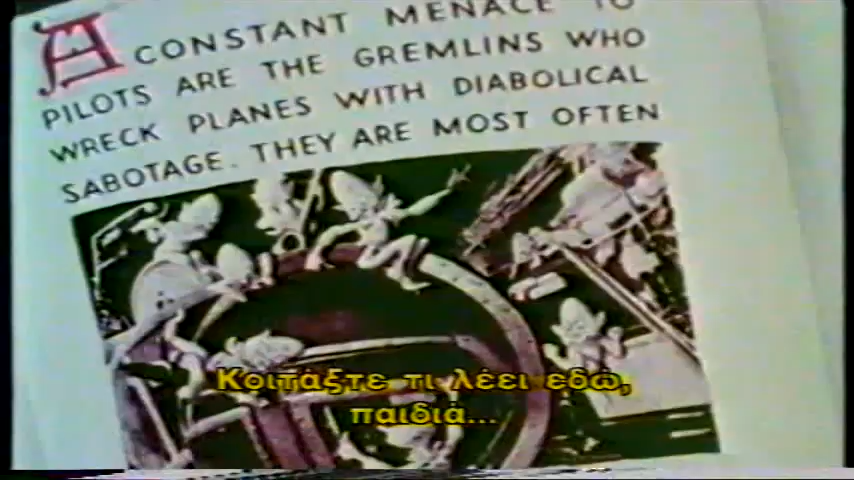 A CONSTANT MENACE TO
PILOTS ARE THE GREMLINS WHO
WRECK PLANES WITH DIABOLICAL
SABOTAGE. THEY ARE MOST OFTEN
Κοιτάξτε τι λέει εδώ,
παιδιά...